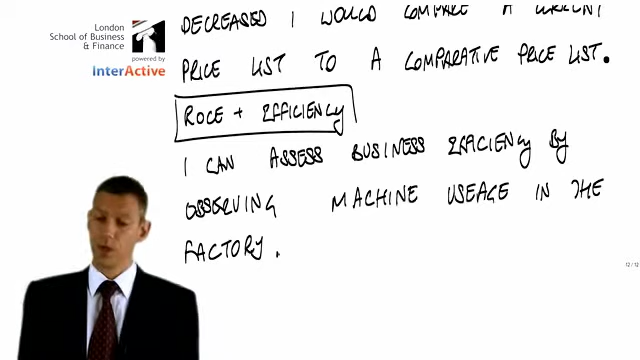 London
School of Business
& Finance
powered by
InterActive
DECREASED I WOULD COMPARE A CURRENT
PRICE LIST TO A COMPARATIVE PRICE LIST.
ROCE + EFFICIENCY
I CAN ASSESS BUSINESS EFFICIENCY BY
OBSERVING MACHINE USEAGE IN THE
FACTORY.
12 / 12